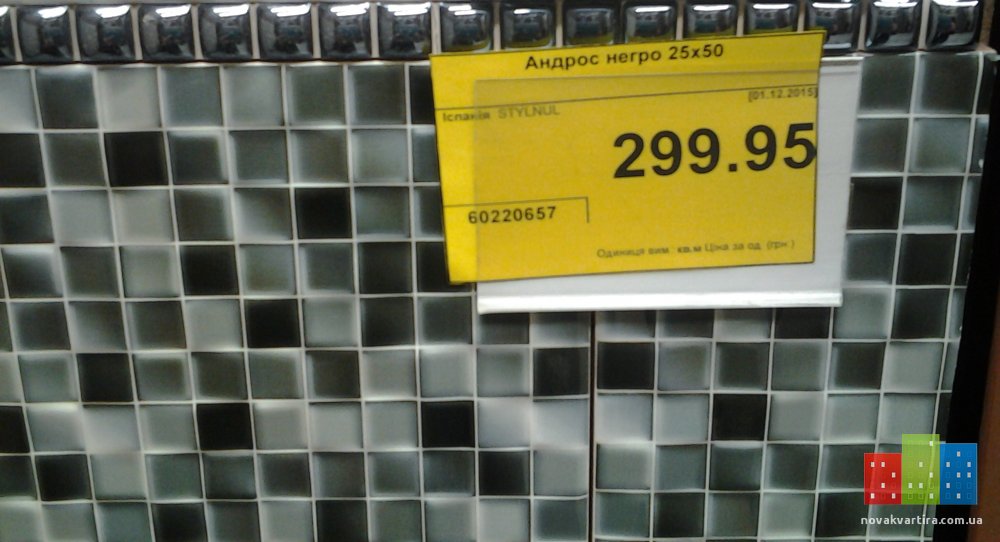 Андрос негро 25x50
[01.12.2015]
Іспанія STYLNUL
299.95
60220657
Одиниця вим. кв.м Ціна за од. (грн.)
novakvartira.com.ua